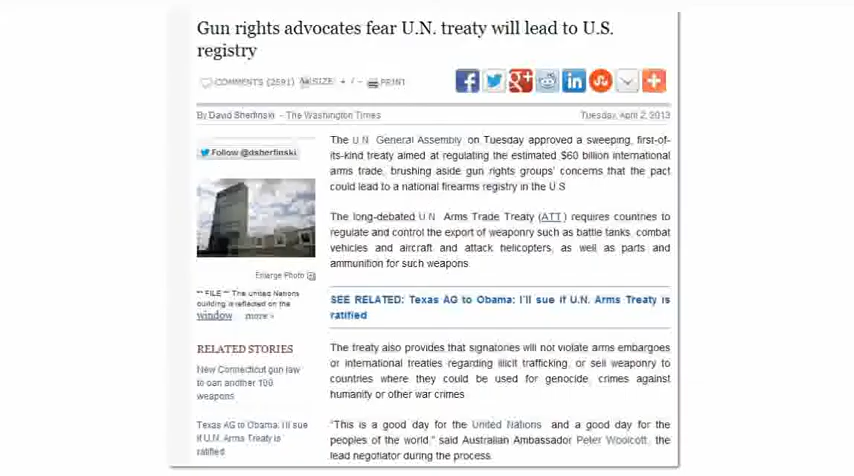 Gun rights advocates fear U.N. treaty will lead to U.S.
registry
COMMENTS (2591) SIZE: + / - PRINT
By David Sherfinski - The Washington Times
Tuesday, April 2, 2013
Follow @dsherfinski
Enlarge Photo
** FILE ** The United Nations
building is reflected on the
window more >
RELATED STORIES
New Connecticut gun law
to ban another 100
weapons
Texas AG to Obama: I'll sue
if U.N. Arms Treaty is
ratified
The U.N. General Assembly on Tuesday approved a sweeping, first-of-
its-kind treaty aimed at regulating the estimated $60 billion international
arms trade, brushing aside gun rights groups' concerns that the pact
could lead to a national firearms registry in the U.S
The long-debated U.N. Arms Trade Treaty (ATT) requires countries to
regulate and control the export of weaponry such as battle tanks, combat
vehicles and aircraft and attack helicopters, as well as parts and
ammunition for such weapons.
SEE RELATED: Texas AG to Obama: I'll sue if U.N. Arms Treaty is
ratified
The treaty also provides that signatories will not violate arms embargoes
or international treaties regarding illicit trafficking, or sell weaponry to
countries where they could be used for genocide, crimes against
humanity or other war crimes
"This is a good day for the United Nations and a good day for the
peoples of the world," said Australian Ambassador Peter Woolcott, the
lead negotiator during the process.